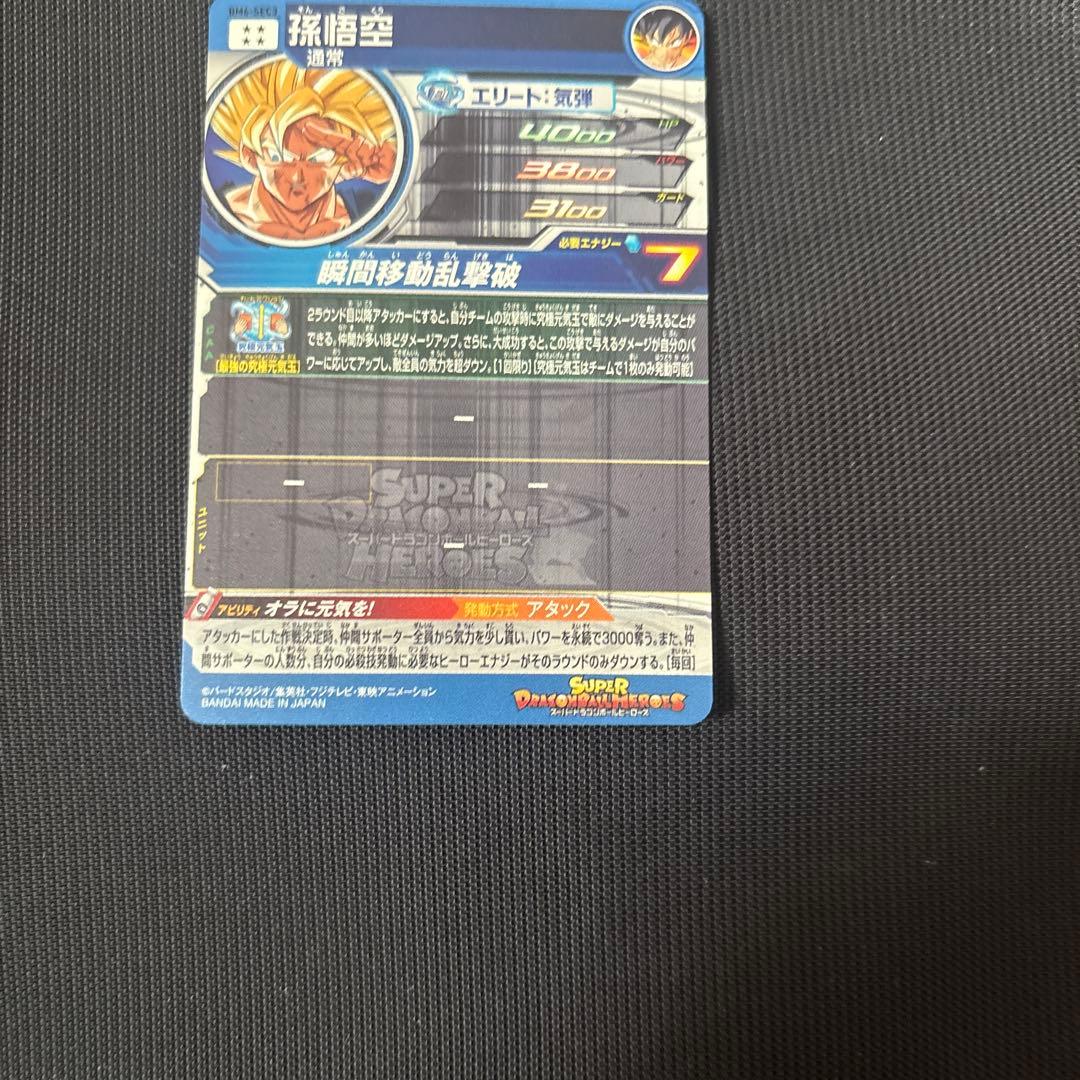 BM6-SEC3
孫悟空
通常
エリート:気弾
HP
4000
パワー
3800
ガード
3100
必要エナジー
7
瞬間移動乱撃破
CAA
究極元気玉
[最強の究極元気玉]
2ラウンド目以降アタッカーにすると、自分チームの攻撃時に究極元気玉で敵にダメージを与えることが
できる。仲間が多いほどダメージアップ。さらに、大成功すると、この攻撃で与えるダメージが自分のパ
ワーに応じてアップし、敵全員の気力を超ダウン。[1回限り][究極元気玉はチームで1枚のみ発動可能]
ー
ユニット
ー
ー
ー
SUPER
DRAGONBALL
スーパードラゴンボールヒーローズ
HEROES
アビリティ オラに元気を!
発動方式 アタック
アタッカーにした作戦決定時、仲間サポーター全員から気力を少し貰い、パワーを永続で3000奪う。また、仲
間サポーターの人数分、自分の必殺技発動に必要なヒーローエナジーがそのラウンドのみダウンする。[毎回]
©バードスタジオ/集英社・フジテレビ・東映アニメーション
BANDAI MADE IN JAPAN
SUPER
DRAGONBALL HEROES
スーパードラゴンボールヒーローズ